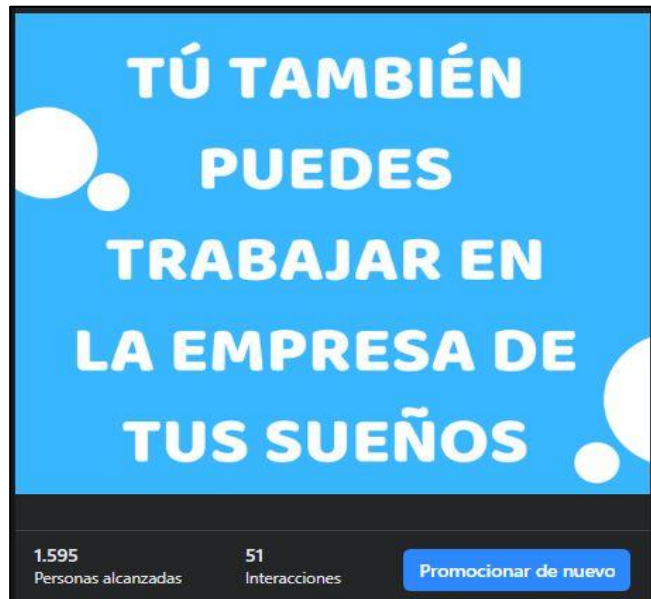 TÚ TAMBIÉN
PUEDES
TRABAJAR EN
LA EMPRESA DE
TUS SUEÑOS
1.595
Personas alcanzadas
51
Interacciones
Promocionar de nuevo